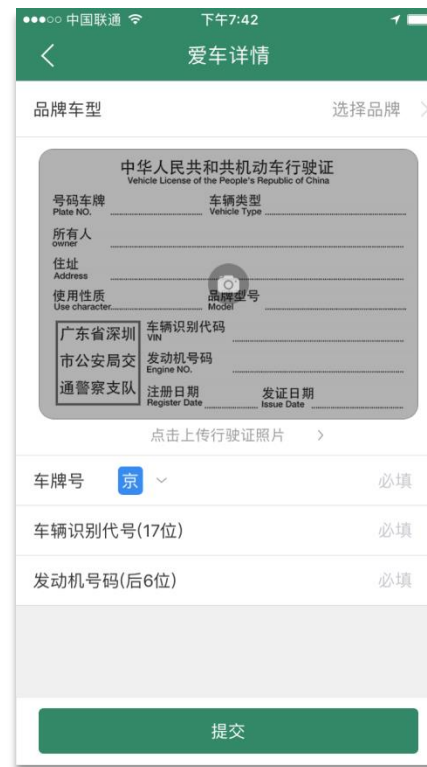 中国联通 下午7:42
爱车详情
品牌车型 选择品牌
中华人民共和共机动车行驶证
Vehicle License of the People's Republic of China
号码车牌 车辆类型
Plate NO. Vehicle Type
所有人
owner
住址
Address
使用性质 品牌型号
Use character Model
广东省深圳
市公安局交
通警察支队
车辆识别代码
VIN
发动机号码
Engine NO.
注册日期 发证日期
Register Date Issue Date
点击上传行驶证照片
车牌号 京 必填
车辆识别代号(17位) 必填
发动机号码(后6位) 必填
提交